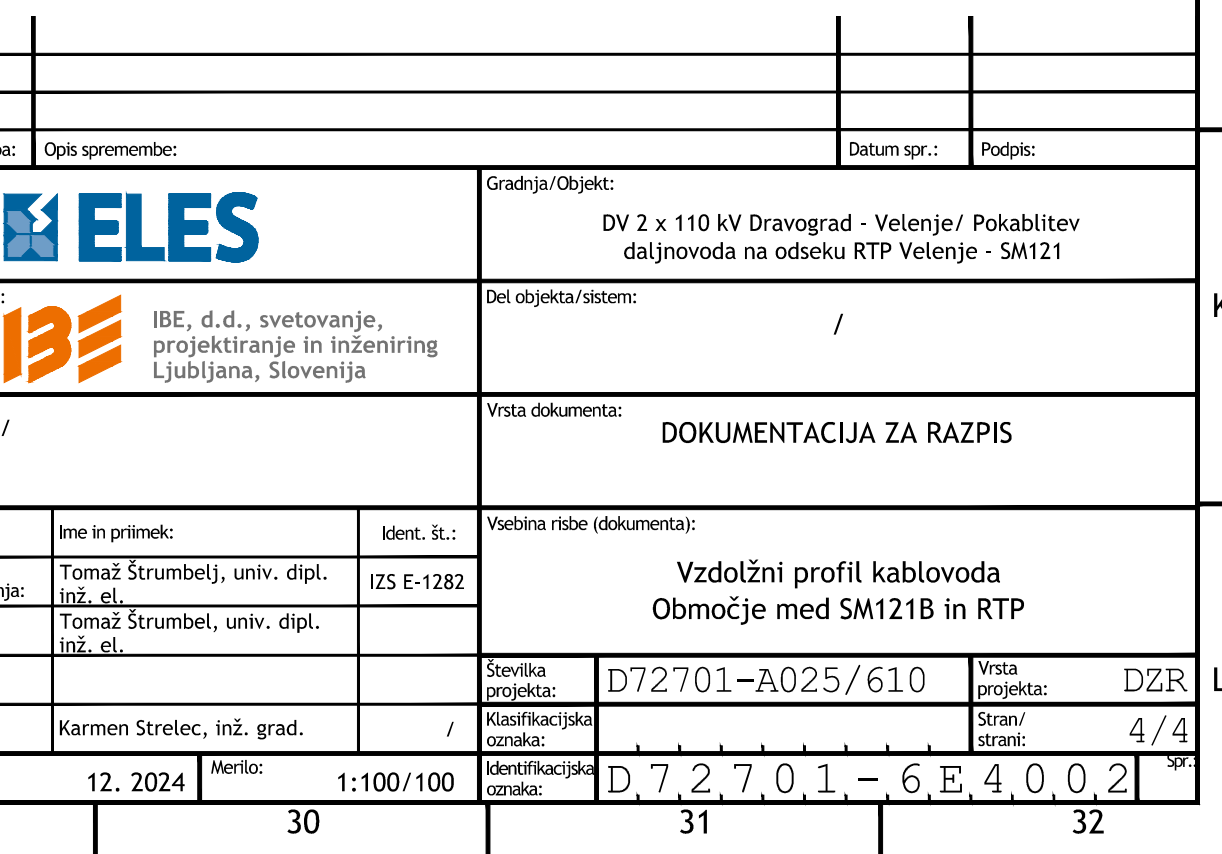 Opis spremembe: Datum spr.: Podpis:
ELES
Gradnja/Objekt:
DV 2 x 110 kV Dravograd - Velenje/ Pokablitev
daljnovoda na odseku RTP Velenje - SM121
IBE
IBE, d.d., svetovanje,
projektiranje in inženiring
Ljubljana, Slovenija
Del objekta/sistem:
/
/
Vrsta dokumenta:
DOKUMENTACIJA ZA RAZPIS
Ime in priimek: Ident. št.:
Tomaž Štrumbelj, univ. dipl.
inž. el.
IZS E-1282
Tomaž Štrumbel, univ. dipl.
inž. el.
Karmen Strelec, inž. grad. /
12. 2024 Merilo: 1:100/100
Vsebina risbe (dokumenta):
Vzdolžni profil kablovoda
Območje med SM121B in RTP
Številka
projekta:
D72701-A025/610
Vrsta
projekta:
DZR
Klasifikacijska
oznaka:
Stran/
strani:
4/4
Identifikacijska
oznaka:
D72701-6E4002
Spr.:
30 31 32